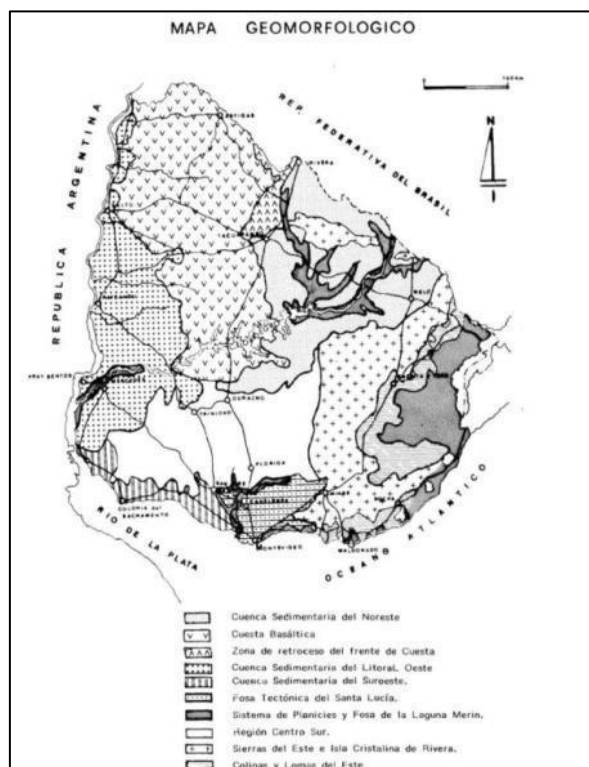 MAPA GEOMORFOLOGICO
REP. FEDERATIVA DEL BRASIL
N
REPUBLICA ARGENTINA
ARTIGAS
RIVERA
SALTO
MELO
FRAY BENTOS
MERCEDES
DURAZNO
TRINIDAD
FLORIDA
COLONIA del
SACRAMENTO
MONTEVIDEO
MALDONADO
RIO DE LA PLATA
OCEANO ATLANTICO
Cuenca Sedimentaria del Noreste
Cuesta Basáltica
Zona de retroceso del frente de Cuesta
Cuenca Sedimentaria del Litoral Oeste
Cuenca Sedimentaria del Suroeste.
Fosa Tectónica del Santa Lucía.
Sistema de Planicies y Fosa de la Laguna Merin.
Región Centro Sur.
Sierras del Este e Isla Cristalina de Rivera.
Colinas y Lomas del Este